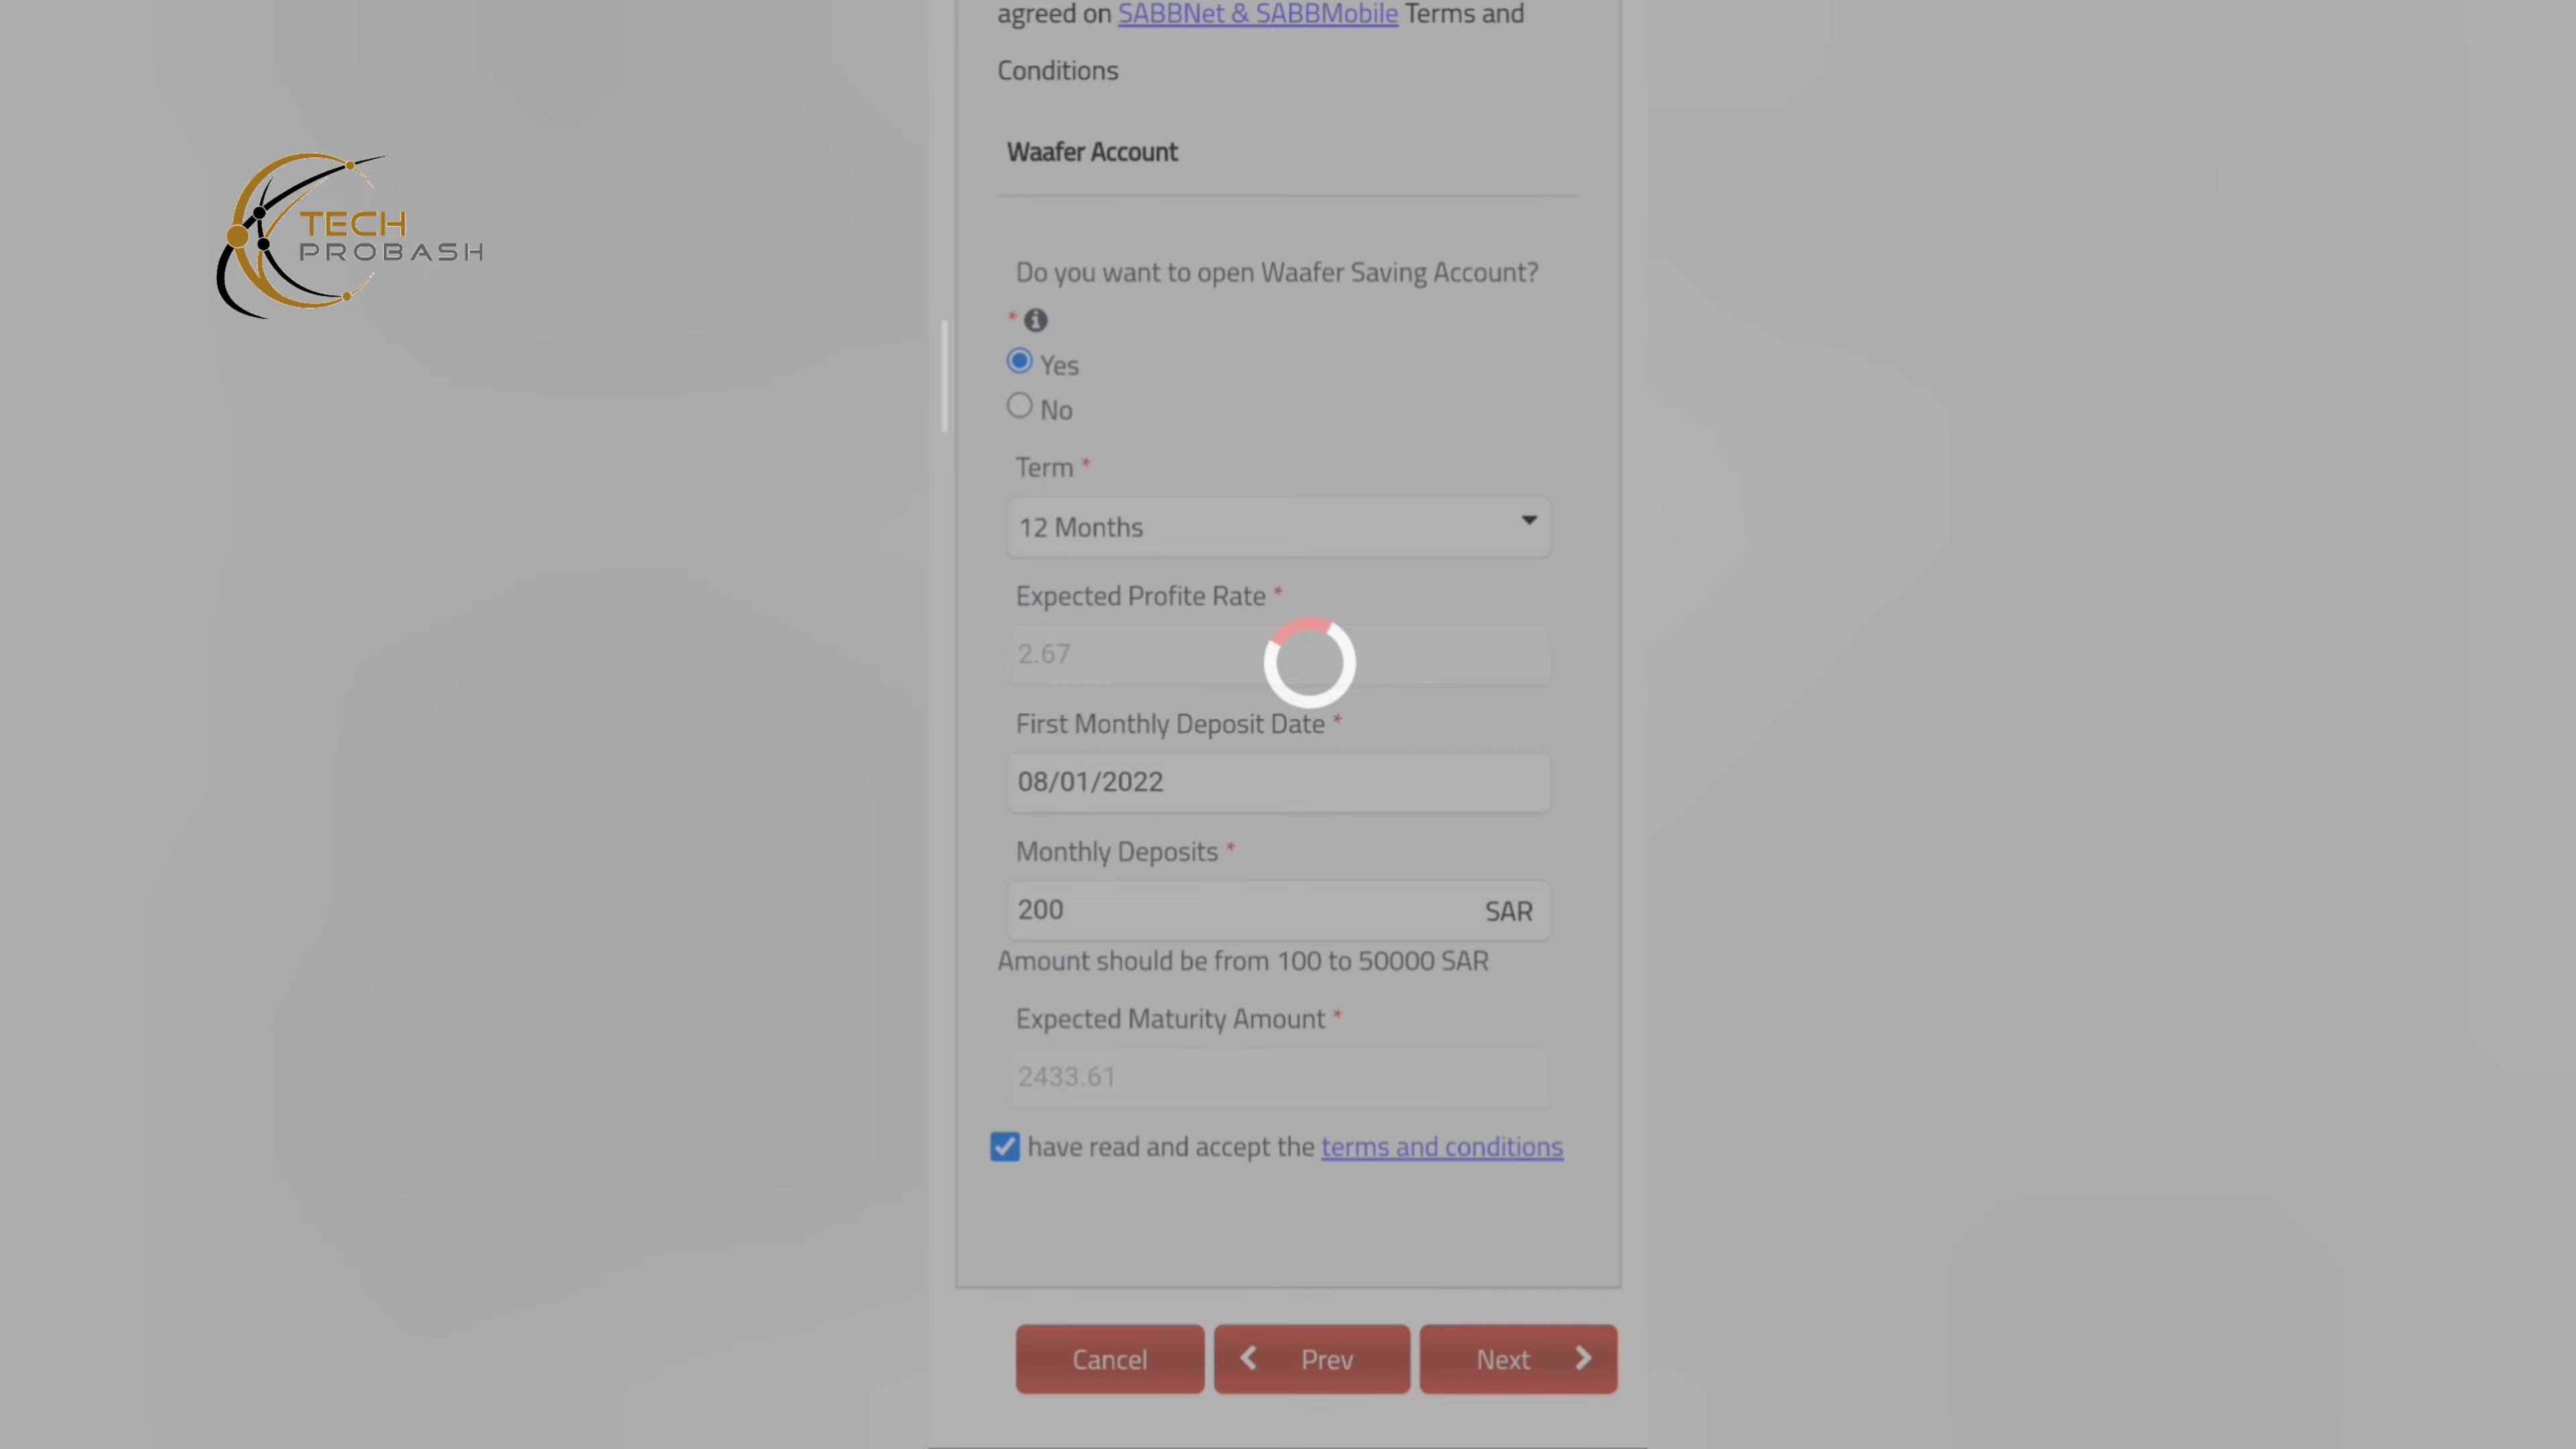 agreed on SABBNet & SABBMobile Terms and
Conditions
TECH
PROBASH
Waafer Account
Do you want to open Waafer Saving Account?
*
Yes
No
Term *
12 Months
Expected Profite Rate *
2.67
First Monthly Deposit Date *
08/01/2022
Monthly Deposits *
200 SAR
Amount should be from 100 to 50000 SAR
Expected Maturity Amount *
2433.61
have read and accept the terms and conditions
Cancel
Prev
Next